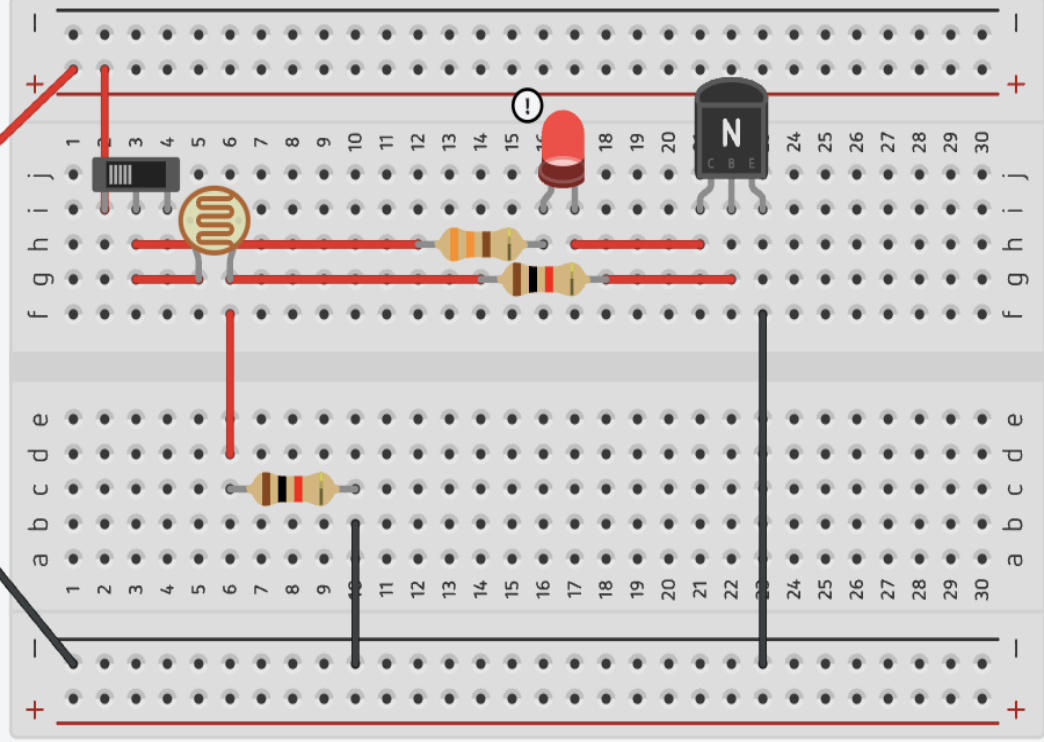 − −
+ +
!
1 2 3 4 5 6 7 8 9 10 11 12 13 14 15 16 17 18 19 20 21 22 23 24 25 26 27 28 29 30
N
C B E
j j
i i
h h
g g
f f
e e
d d
c c
b b
a a
1 2 3 4 5 6 7 8 9 10 11 12 13 14 15 16 17 18 19 20 21 22 23 24 25 26 27 28 29 30
− −
+ +